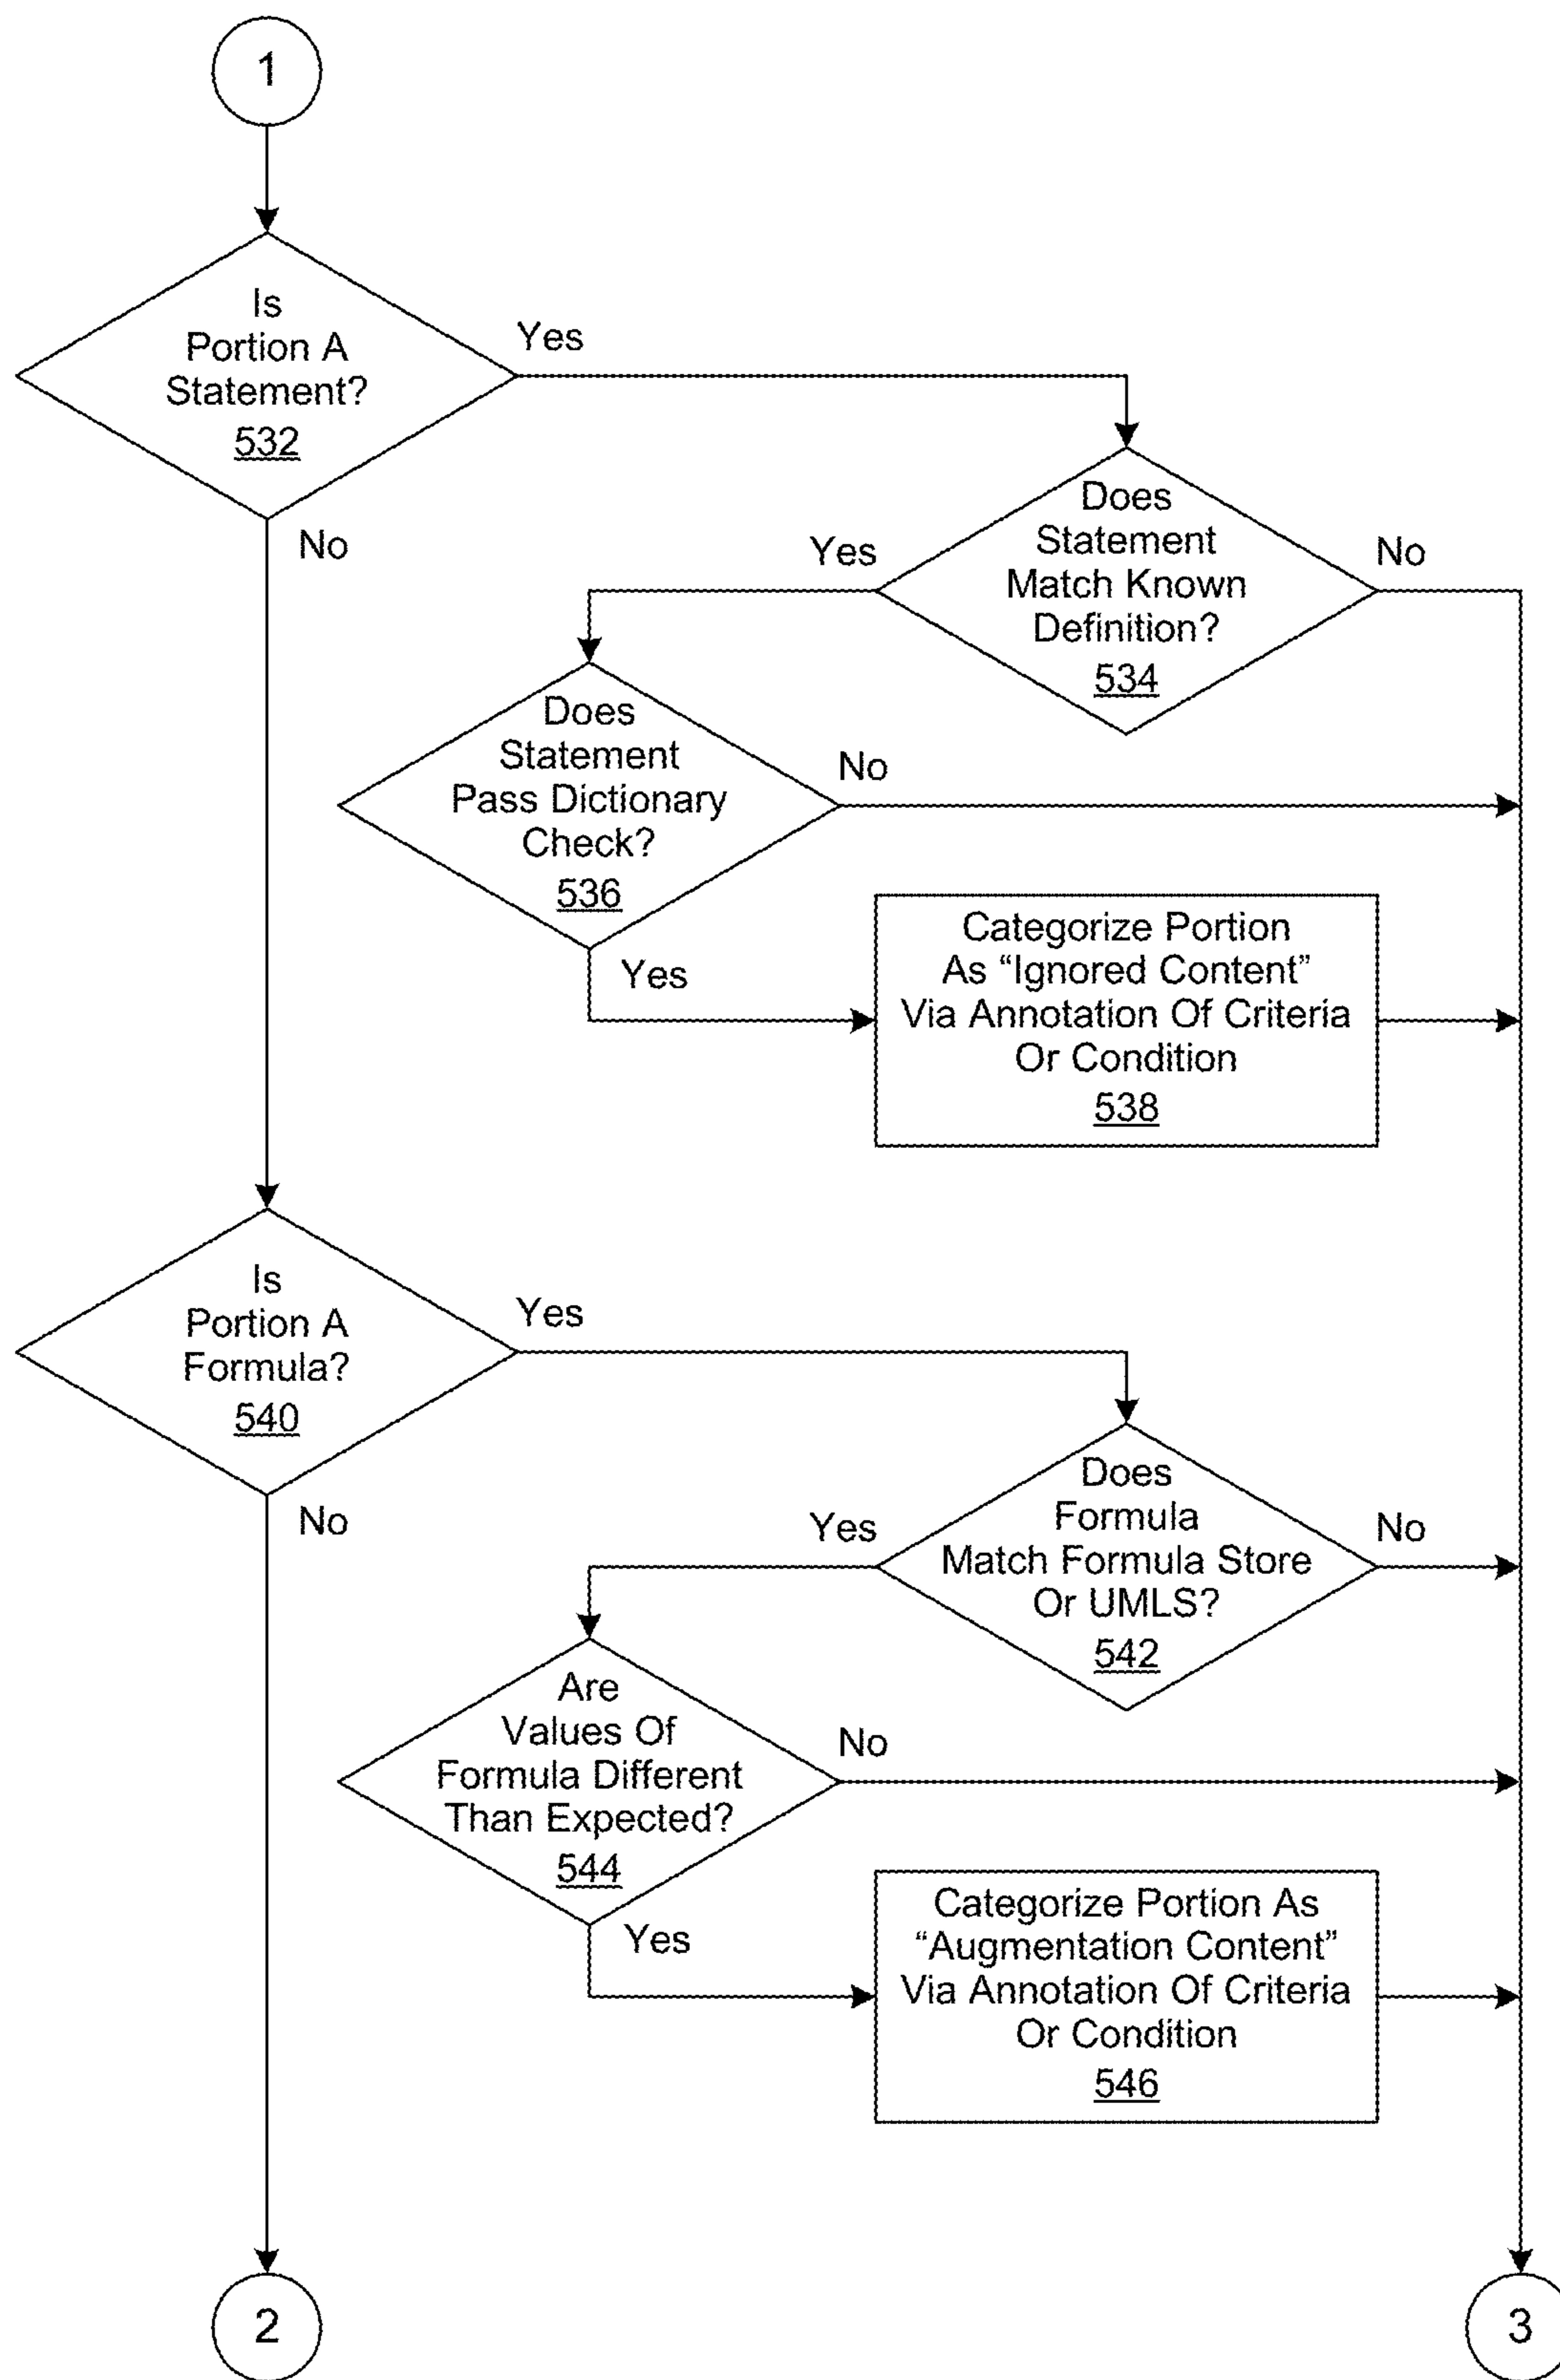 1
Is
Portion A
Statement?
532
Yes
No
Does
Statement
Match Known
Definition?
534
Yes
No
Does
Statement
Pass Dictionary
Check?
536
No
Yes
Categorize Portion
As “Ignored Content”
Via Annotation Of Criteria
Or Condition
538
Is
Portion A
Formula?
540
Yes
No
Does
Formula
Match Formula Store
Or UMLS?
542
Yes
No
Are
Values Of
Formula Different
Than Expected?
544
No
Yes
Categorize Portion As
“Augmentation Content”
Via Annotation Of Criteria
Or Condition
546
2
3